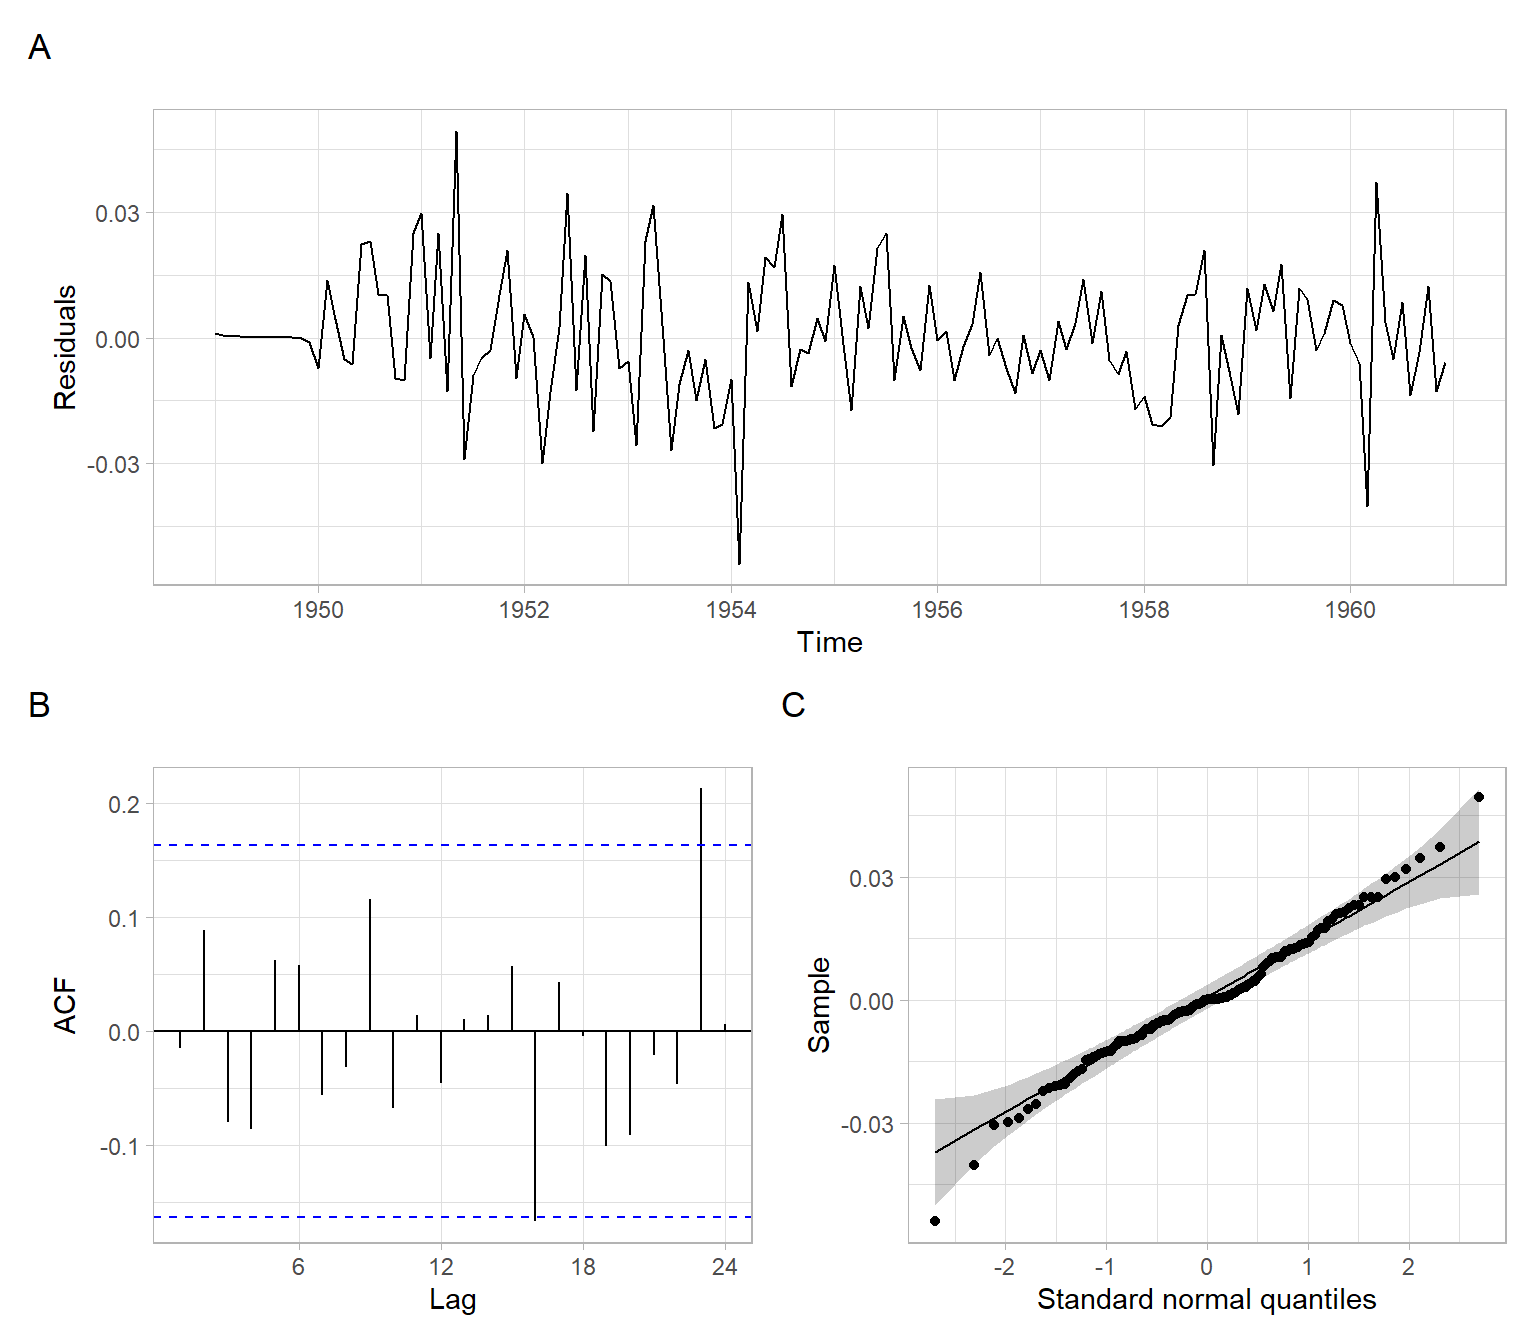 A
Residuals
0.03
0.00
-0.03
1950 1952 1954 1956 1958 1960
Time
B
ACF
0.2
0.1
0.0
-0.1
6 12 18 24
Lag
C
Sample
0.03
0.00
-0.03
-2 -1 0 1 2
Standard normal quantiles